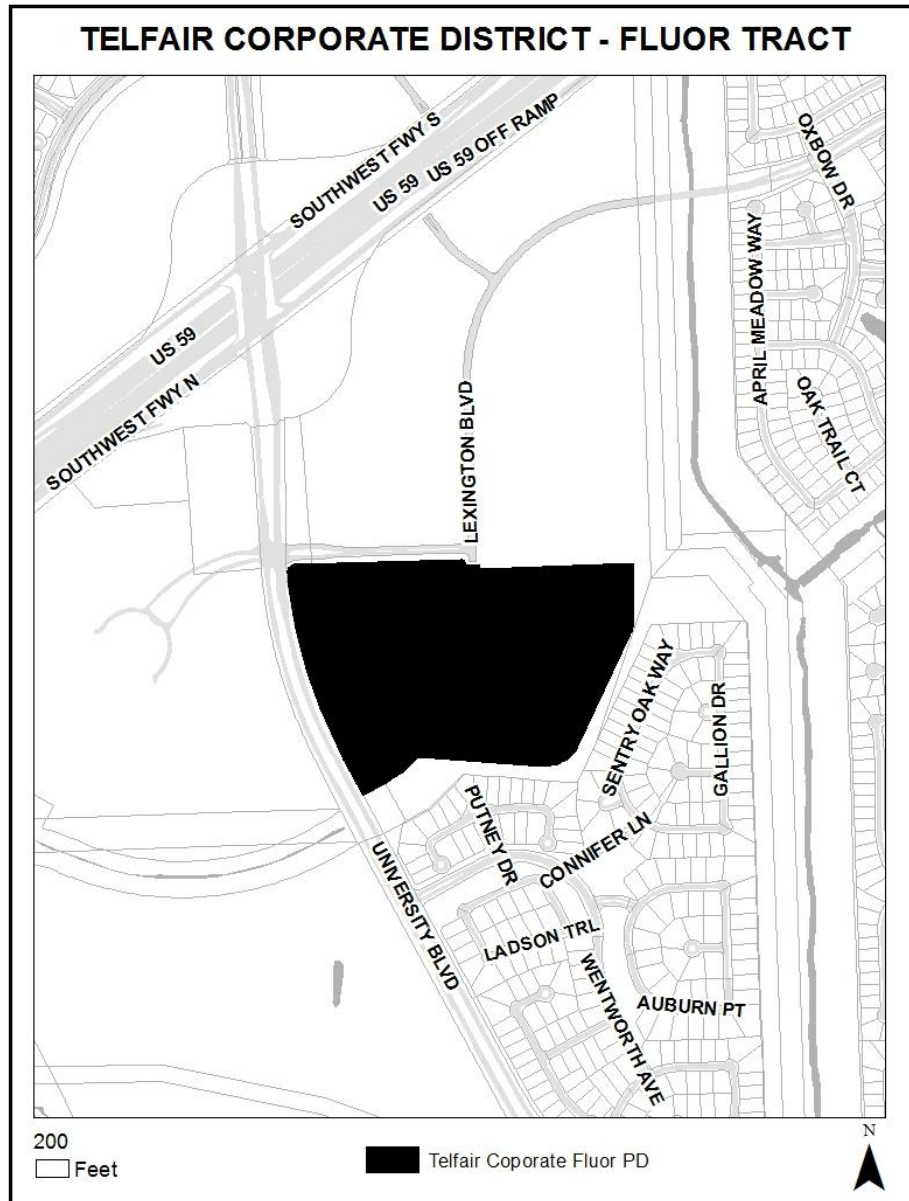 TELFAIR CORPORATE DISTRICT - FLUOR TRACT
SOUTHWEST FWY S
US 59
US 59 OFF RAMP
OXBOW DR
APRIL MEADOW WAY
US 59
SOUTHWEST FWY N
LEXINGTON BLVD
OAK TRAIL CT
SENTRY OAK WAY
GALLION DR
PUTNEY DR
CONNIFER LN
UNIVERSITY BLVD
LADSON TRL
WENTWORTH AVE
AUBURN PT
200
Feet
Telfair Coporate Fluor PD
N